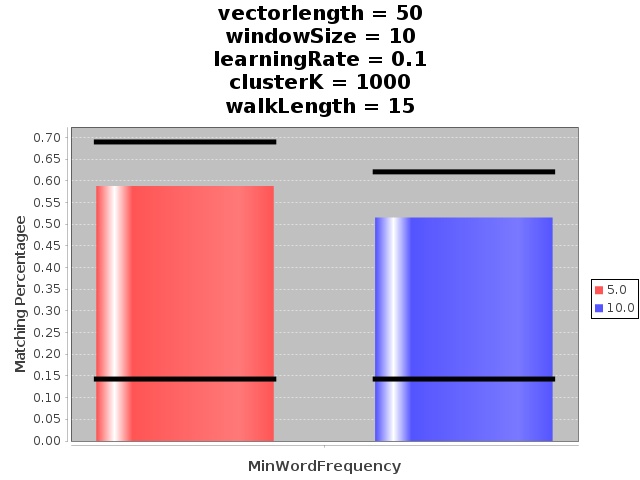 vectorlength = 50
windowSize = 10
learningRate = 0.1
clusterK = 1000
walkLength = 15
0.70
0.65
0.60
0.55
0.50
0.45
0.40
0.35
0.30
0.25
0.20
0.15
0.10
0.05
0.00
Matching Percentagee
MinWordFrequency
5.0
10.0